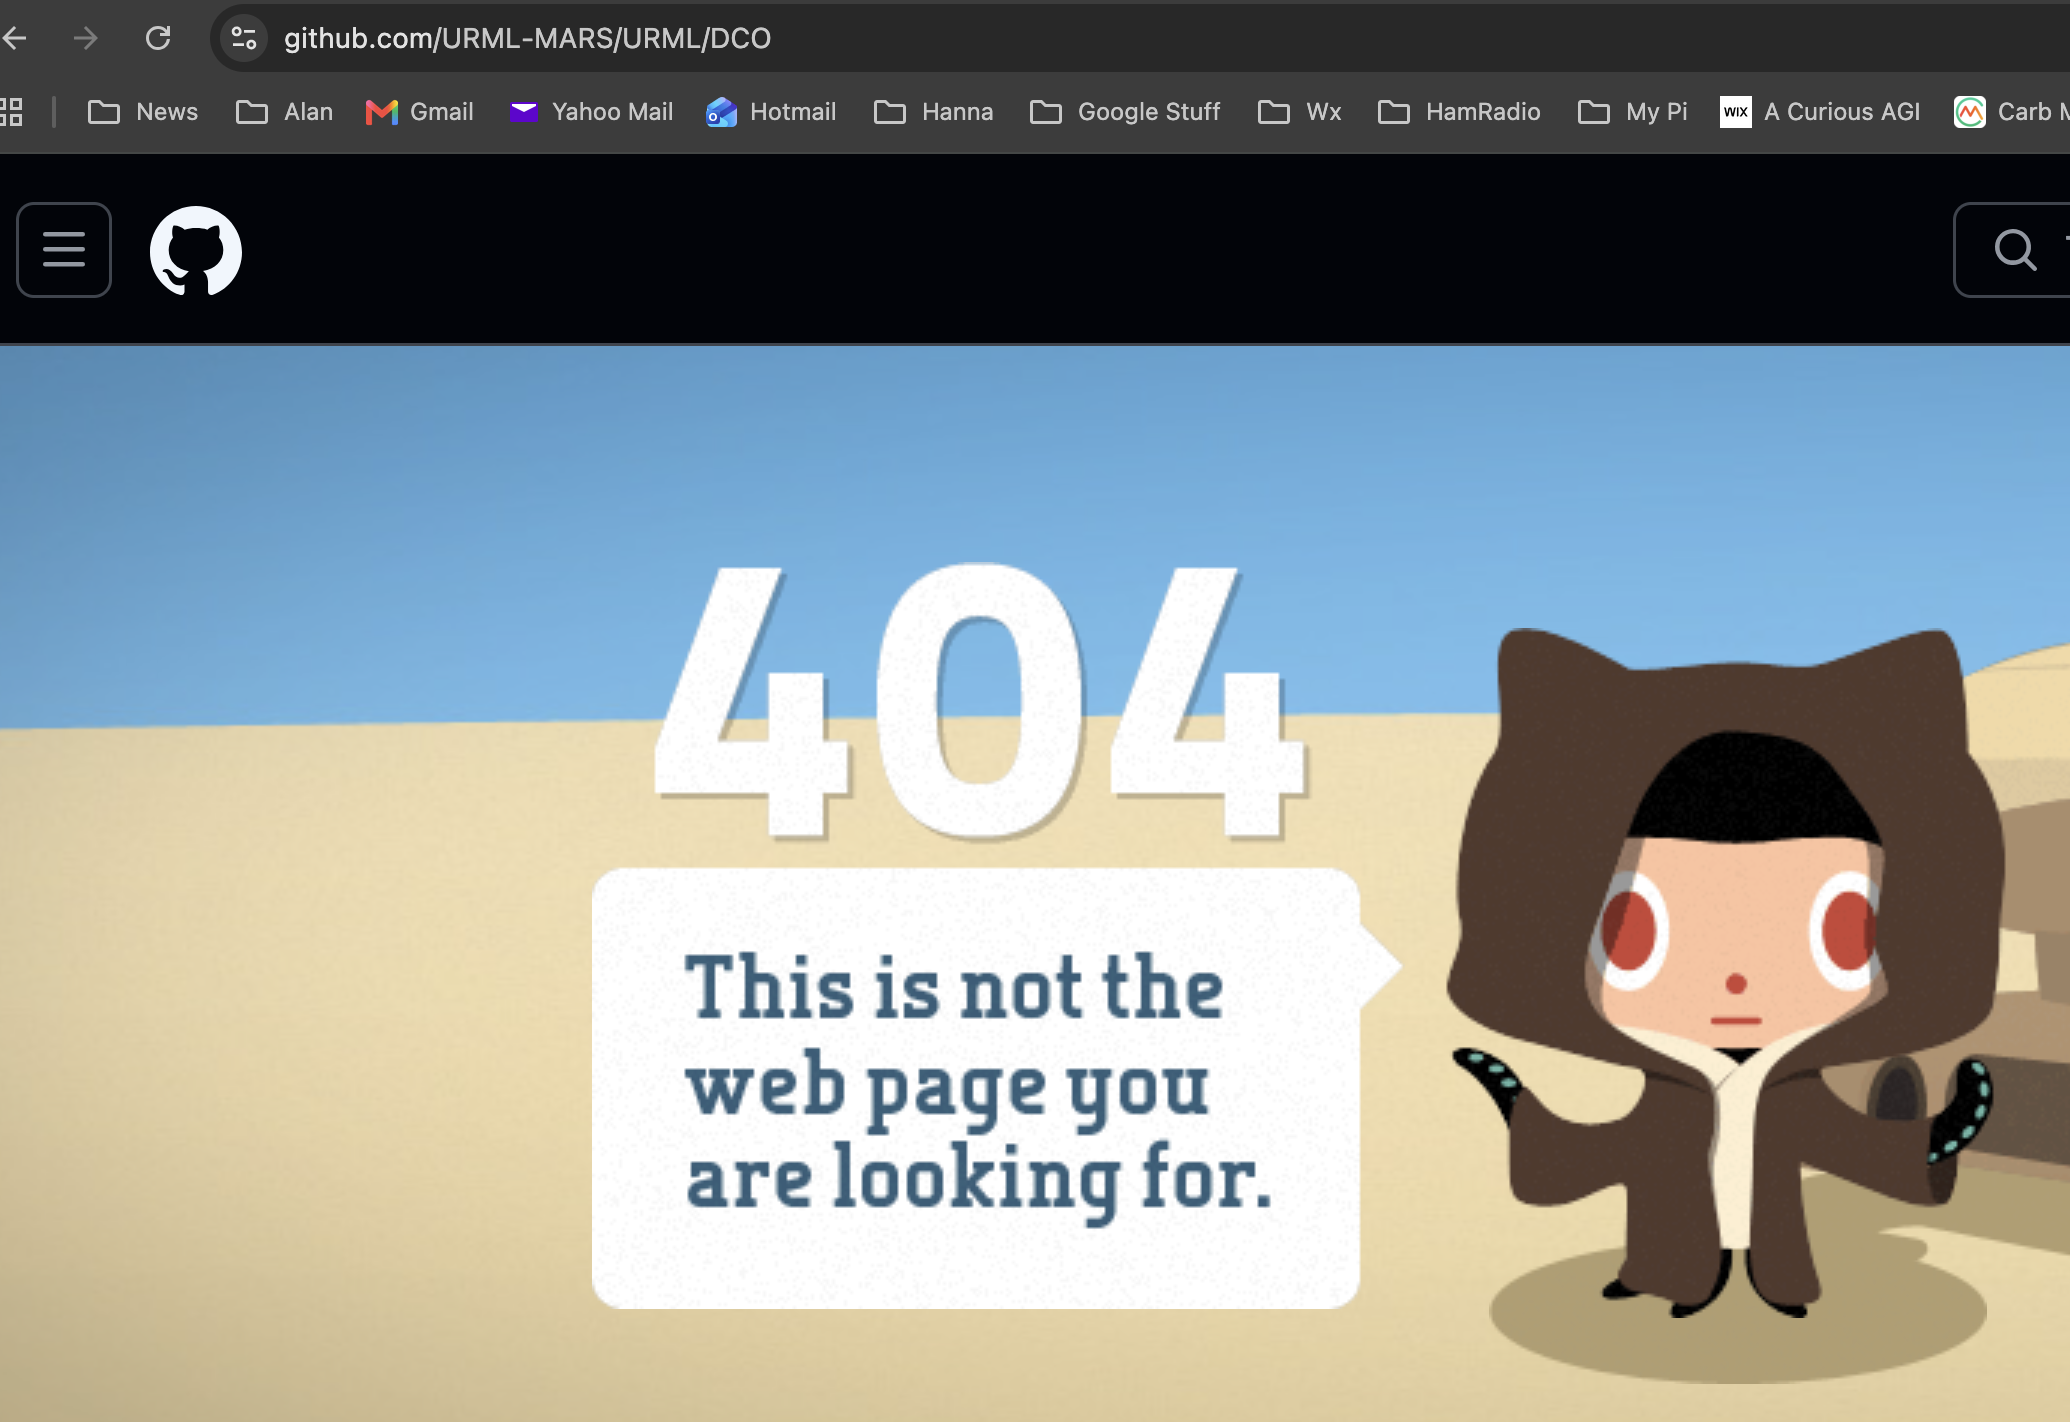 github.com/URML-MARS/URML/DCO
News Alan Gmail Yahoo Mail Hotmail Hanna Google Stuff Wx HamRadio My Pi WIX A Curious AGI Carb
404
This is not the
web page you
are looking for.